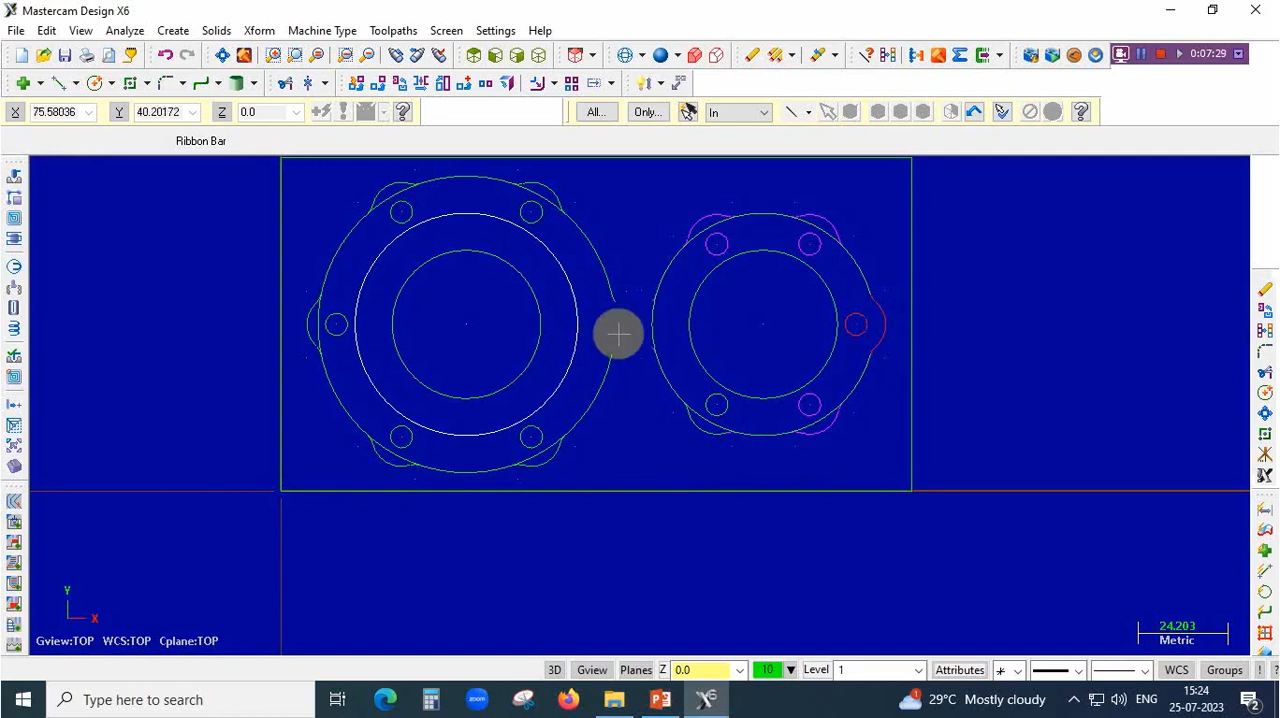 Mastercam Design X6
File Edit View Analyze Create Solids Xform Machine Type Toolpaths Screen Settings Help
0:07:29
X 75.58036 Y 40.20172 Z 0.0 All... Only... In
Ribbon Bar
Y
X
Gview:TOP WCS:TOP Cplane:TOP
24.203
Metric
3D Gview Planes Z 0.0 10 Level 1 Attributes WCS Groups ! ?
Type here to search
zoom
1
29°C Mostly cloudy
ENG
15:24
25-07-2023
2